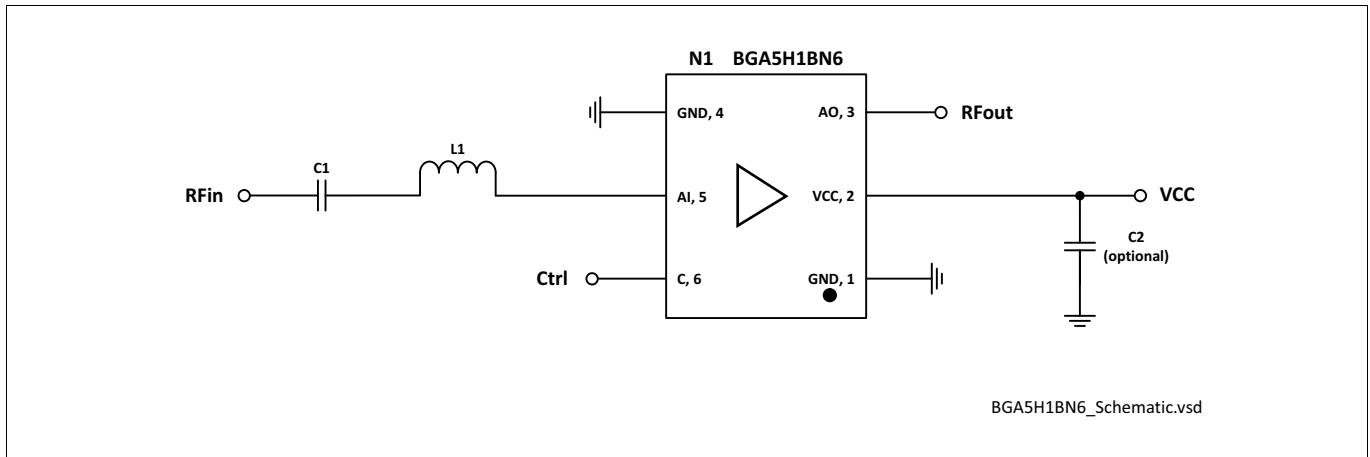 N1 BGA5H1BN6
GND, 4
AO, 3
RFout
C1
L1
RFin
AI, 5
VCC, 2
VCC
C2
(optional)
Ctrl
C, 6
GND, 1
BGA5H1BN6_Schematic.vsd